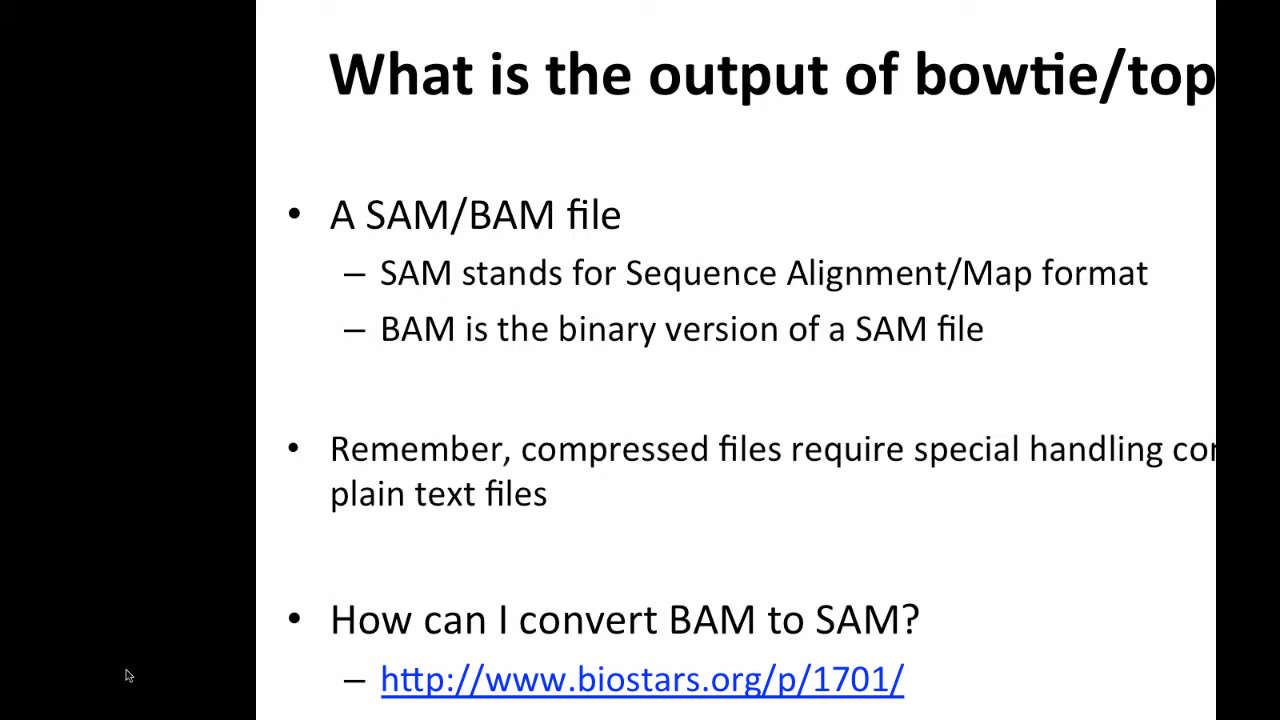 What is the output of bowtie/top
• A SAM/BAM file
– SAM stands for Sequence Alignment/Map format
– BAM is the binary version of a SAM file
• Remember, compressed files require special handling
plain text files
• How can I convert BAM to SAM?
– http://www.biostars.org/p/1701/